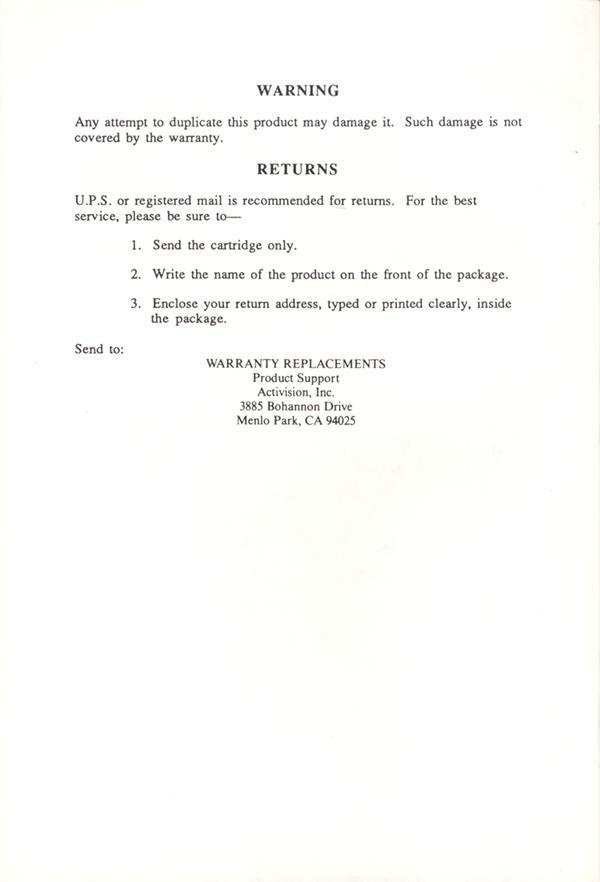 WARNING
Any attempt to duplicate this product may damage it. Such damage is not
covered by the warranty.
RETURNS
U.P.S. or registered mail is recommended for returns. For the best
service, please be sure to—
1. Send the cartridge only.
2. Write the name of the product on the front of the package.
3. Enclose your return address, typed or printed clearly, inside
the package.
Send to:
WARRANTY REPLACEMENTS
Product Support
Activision, Inc.
3885 Bohannon Drive
Menlo Park, CA 94025